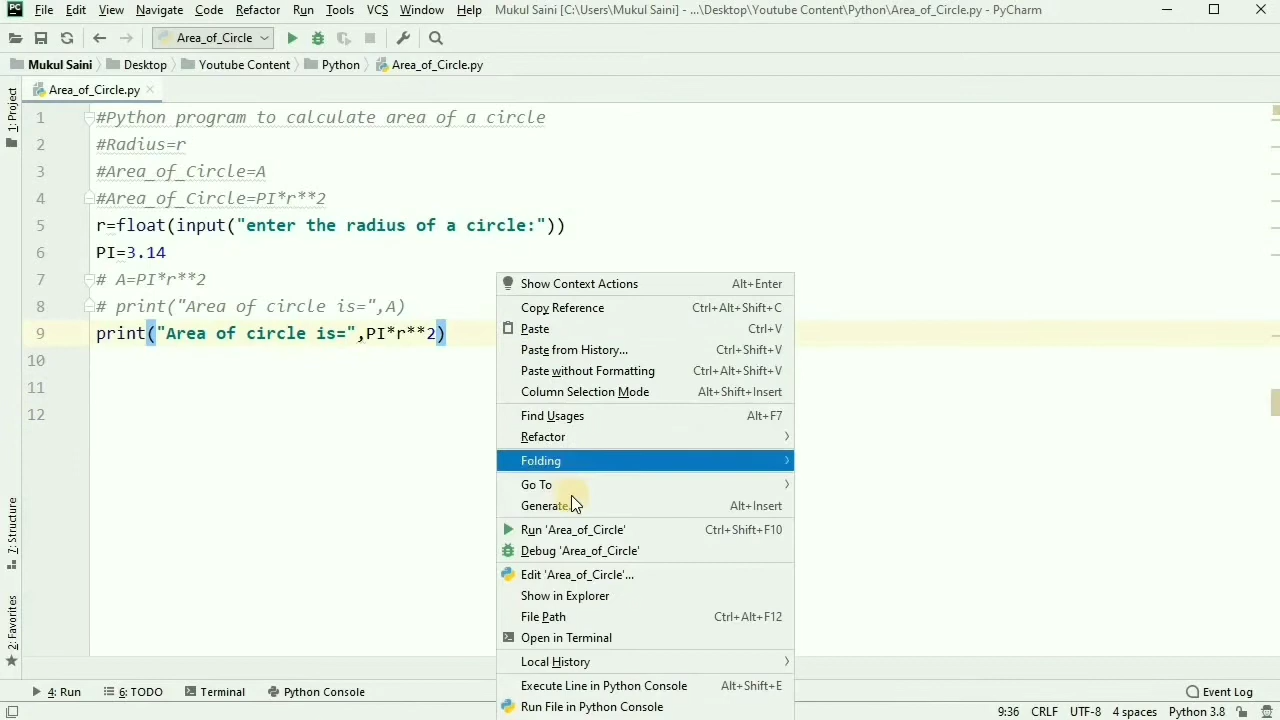 PC File Edit View Navigate Code Refactor Run Tools VCS Window Help Mukul Saini [C:\Users\Mukul Saini] - ...\Desktop\Youtube Content\Python\Area_of_Circle.py - PyCharm
Area_of_Circle
Mukul Saini Desktop Youtube Content Python Area_of_Circle.py
Area_of_Circle.py
1: Project
7: Structure
2: Favorites
1 #Python program to calculate area of a circle
2 #Radius=r
3 #Area_of_Circle=A
4 #Area_of_Circle=PI*r**2
5 r=float(input("enter the radius of a circle:"))
6 PI=3.14
7 # A=PI*r**2
8 # print("Area of circle is=",A)
9 print("Area of circle is=",PI*r**2)
10
11
12
Show Context Actions Alt+Enter
Copy Reference Ctrl+Alt+Shift+C
Paste Ctrl+V
Paste from History... Ctrl+Shift+V
Paste without Formatting Ctrl+Alt+Shift+V
Column Selection Mode Alt+Shift+Insert
Find Usages Alt+F7
Refactor
Folding
Go To
Generate... Alt+Insert
Run 'Area_of_Circle' Ctrl+Shift+F10
Debug 'Area_of_Circle'
Edit 'Area_of_Circle'...
Show in Explorer
File Path Ctrl+Alt+F12
Open in Terminal
Local History
Execute Line in Python Console Alt+Shift+E
Run File in Python Console
4: Run 6: TODO Terminal Python Console Event Log
9:36 CRLF UTF-8 4 spaces Python 3.8